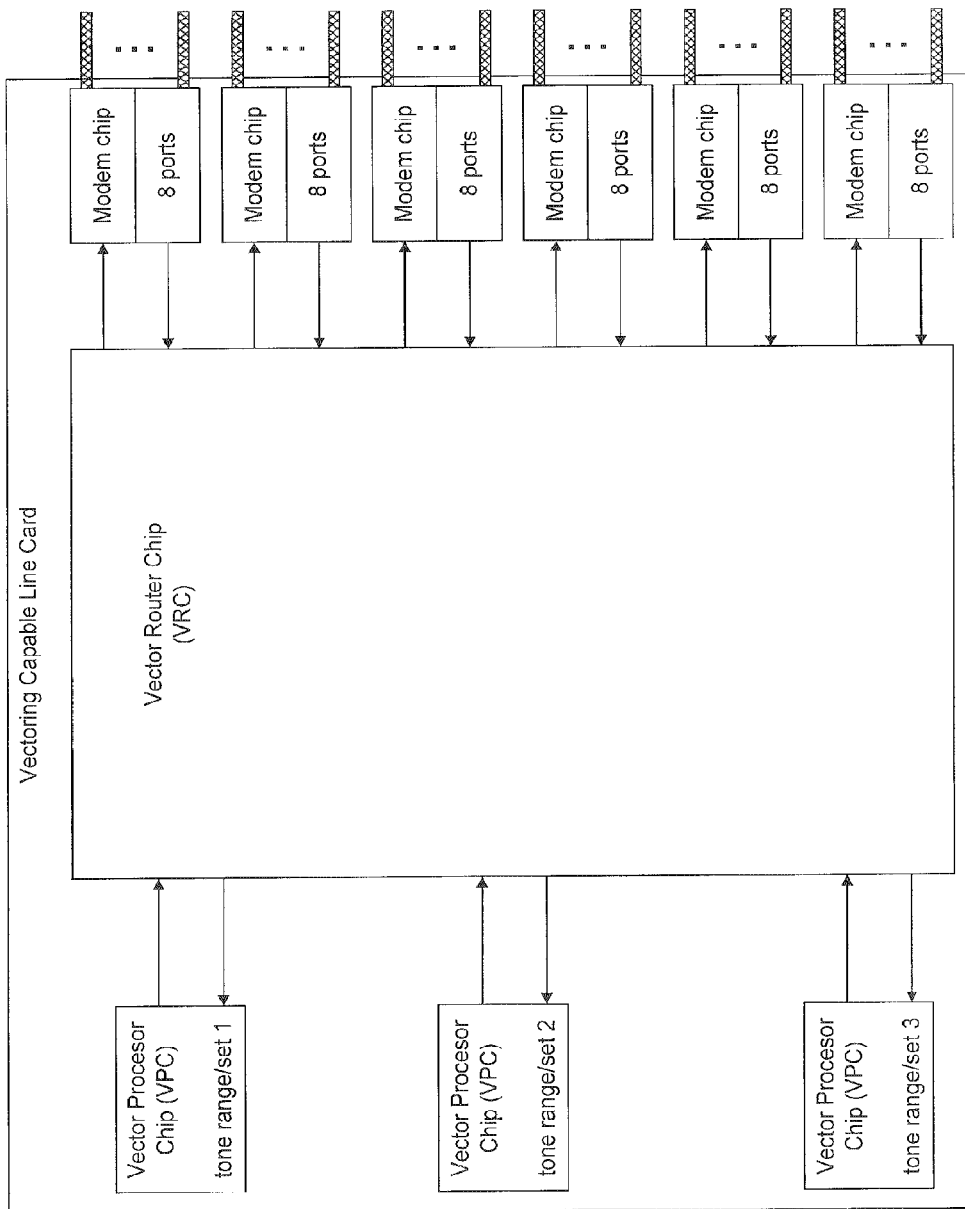 Vectoring Capable Line Card
Vector Procesor
Chip (VPC)
tone range/set 1
Vector Procesor
Chip (VPC)
tone range/set 2
Vector Procesor
Chip (VPC)
tone range/set 3
Vector Router Chip
(VRC)
Modem chip
8 ports
Modem chip
8 ports
Modem chip
8 ports
Modem chip
8 ports
Modem chip
8 ports
Modem chip
8 ports